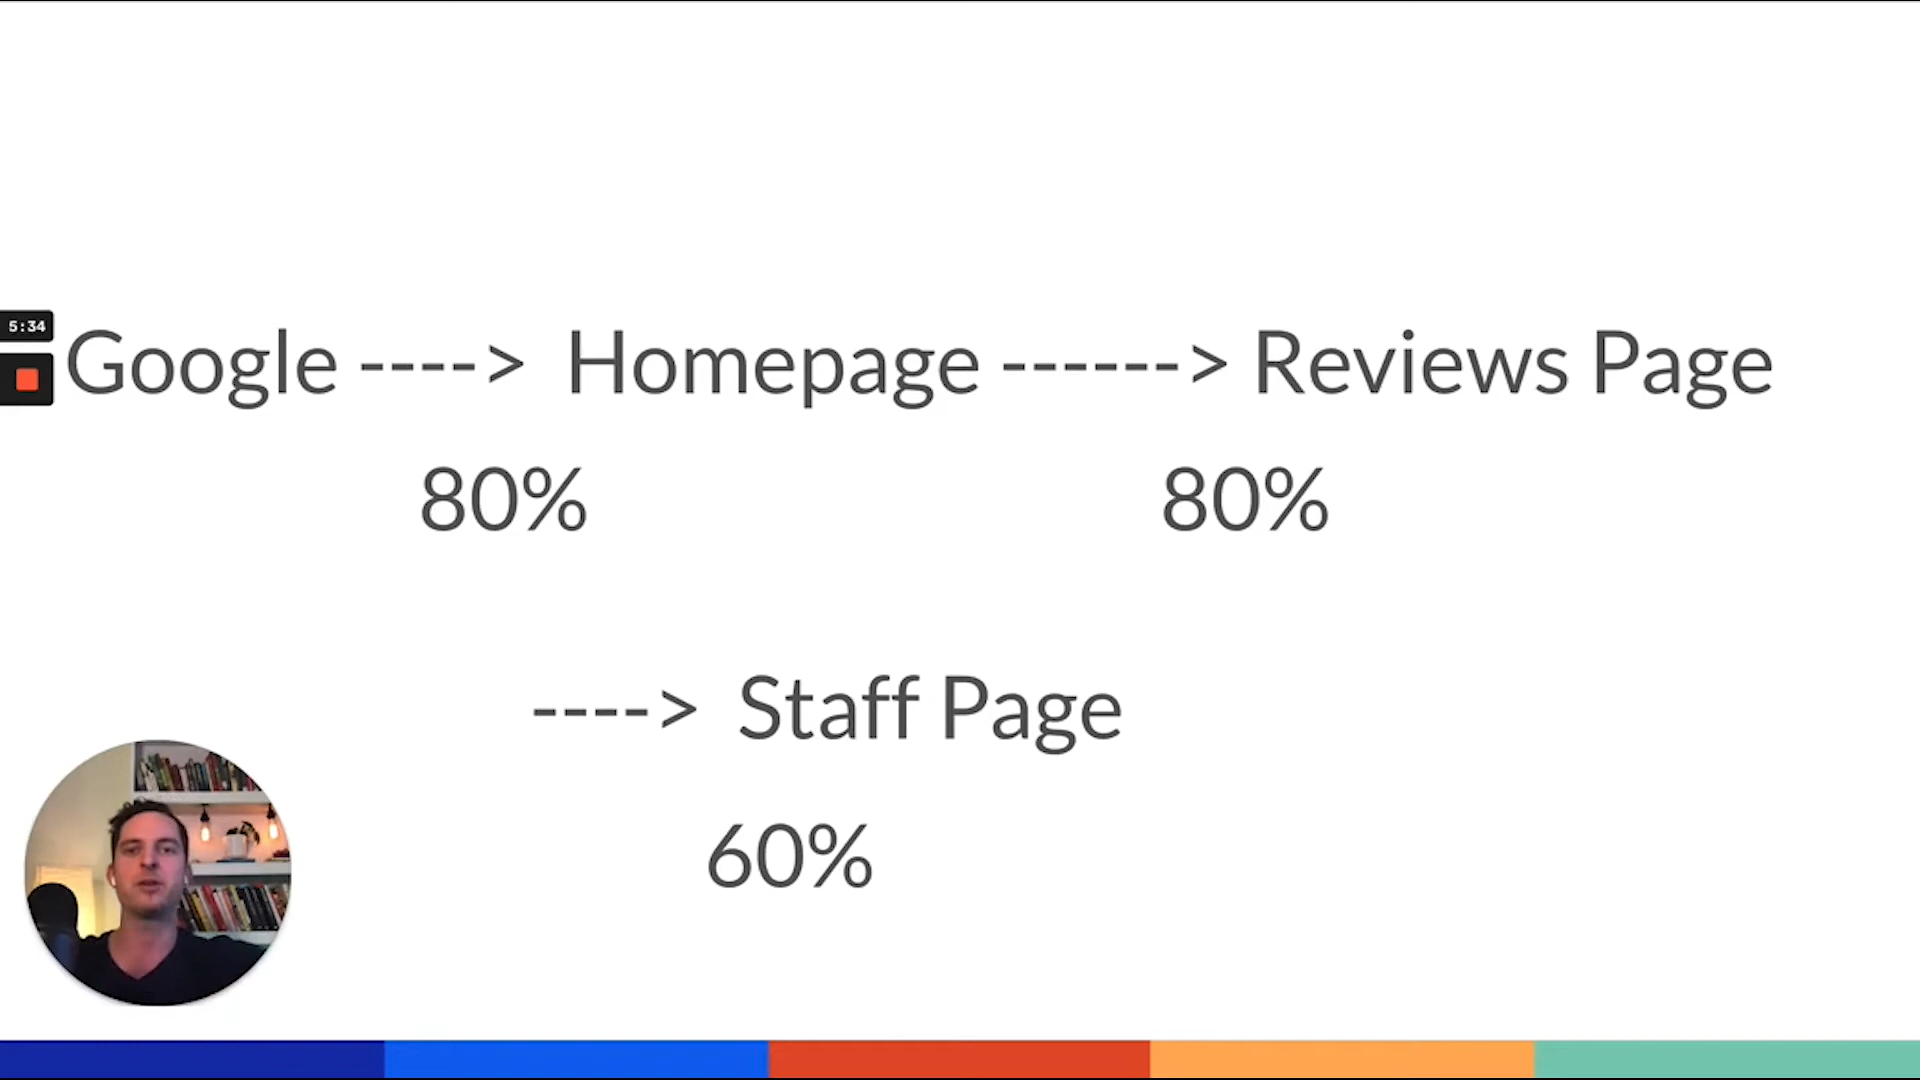 5:34
Google ----> Homepage ------> Reviews Page
80% 80%
----> Staff Page
60%